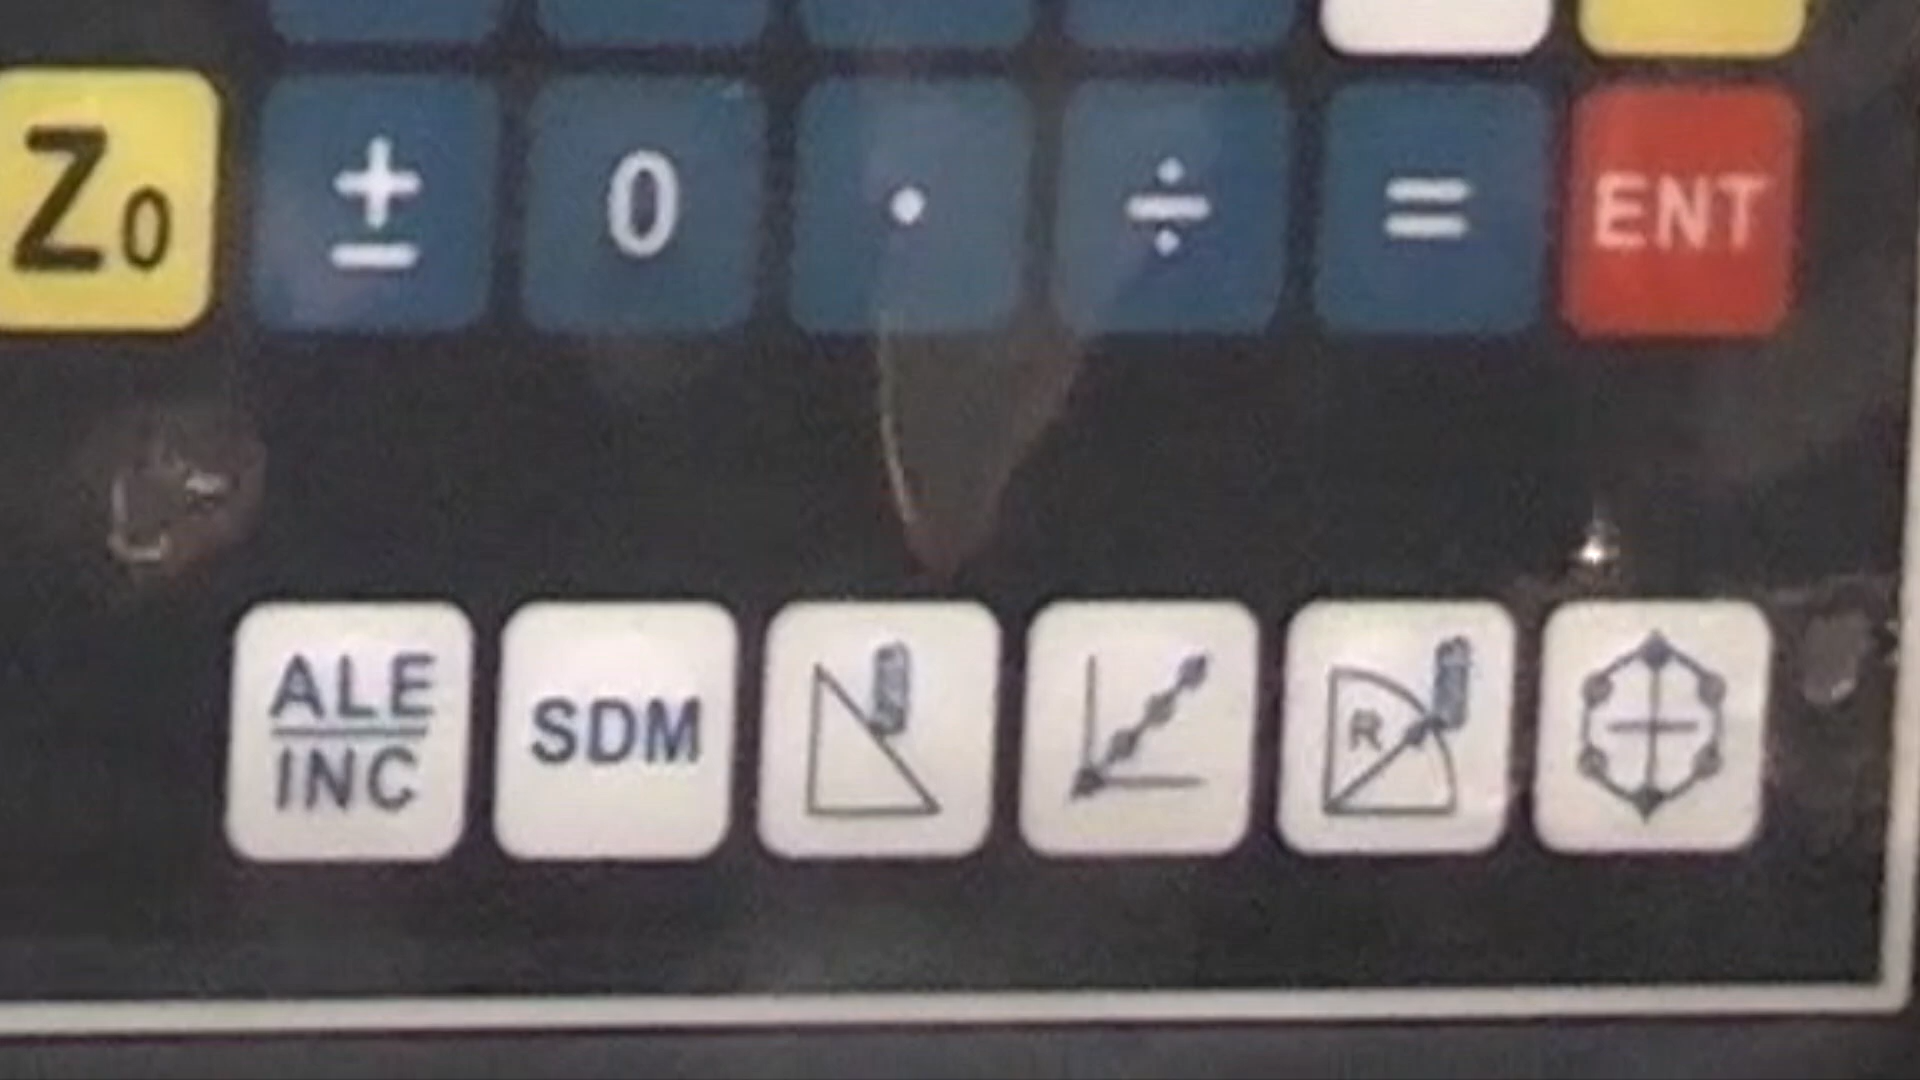 Z0 ± 0 . ÷ = ENT
ALE SDM R
INC